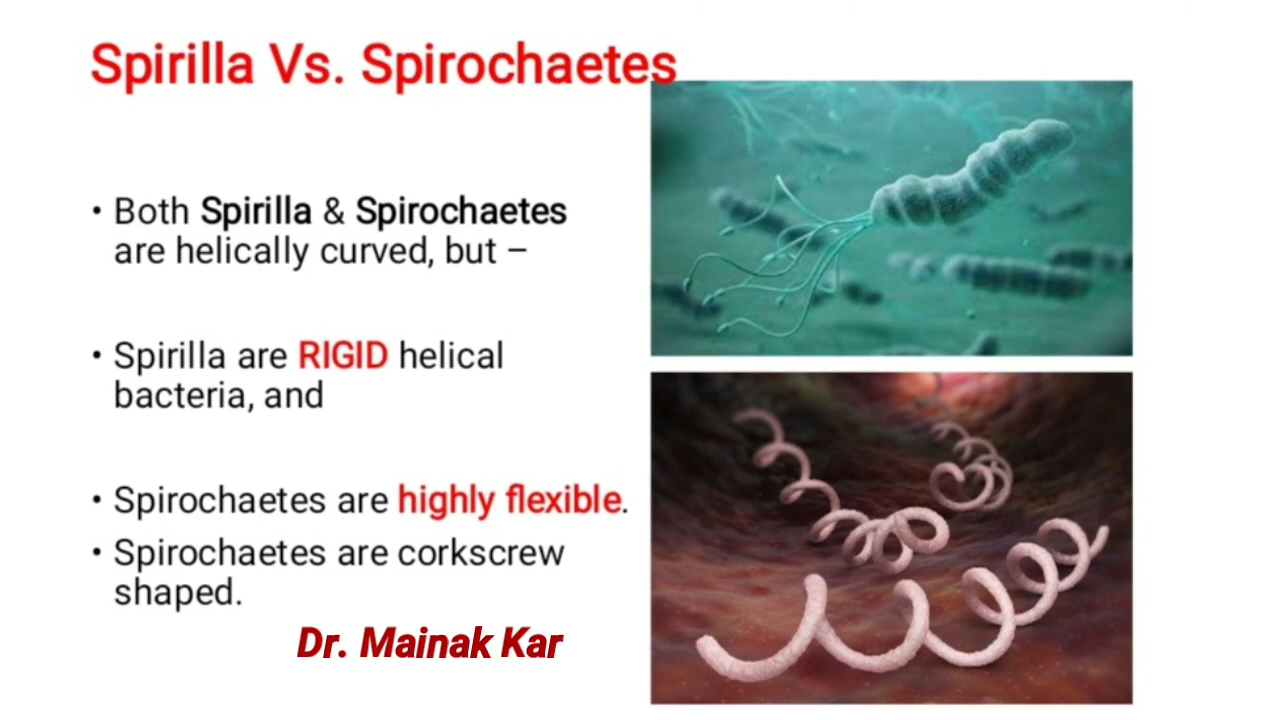 Spirilla Vs. Spirochaetes
• Both Spirilla & Spirochaetes
are helically curved, but –
• Spirilla are RIGID helical
bacteria, and
• Spirochaetes are highly flexible.
• Spirochaetes are corkscrew
shaped.
Dr. Mainak Kar